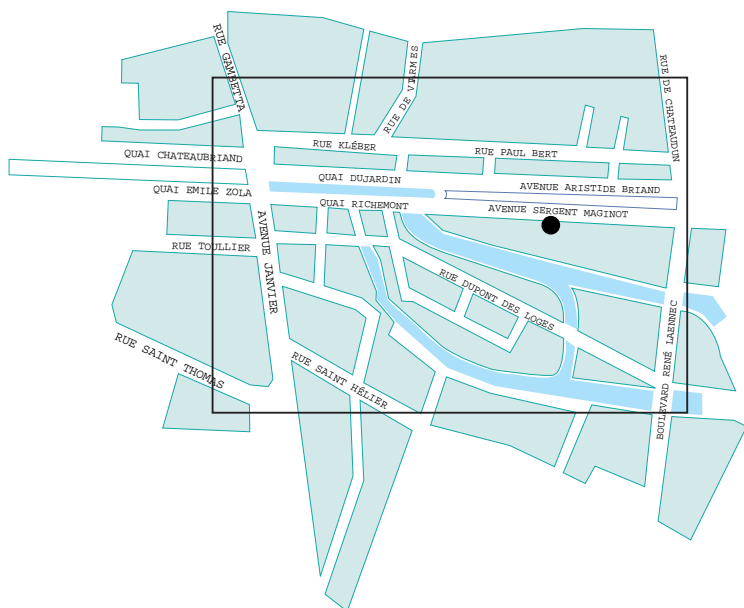 RUE GAMBETTA
RUE DE VIARMES
RUE DE CHATEAUDUN
RUE KLÉBER
RUE PAUL BERT
QUAI CHATEAUBRIAND
QUAI DUJARDIN
AVENUE ARISTIDE BRIAND
QUAI EMILE ZOLA
QUAI RICHEMONT
AVENUE SERGENT MAGINOT
AVENUE JANVIER
RUE TOULLIER
RUE DUPONT DES LOGES
BOULEVARD RENÉ LAENNEC
RUE SAINT THOMAS
RUE SAINT HÉLIER